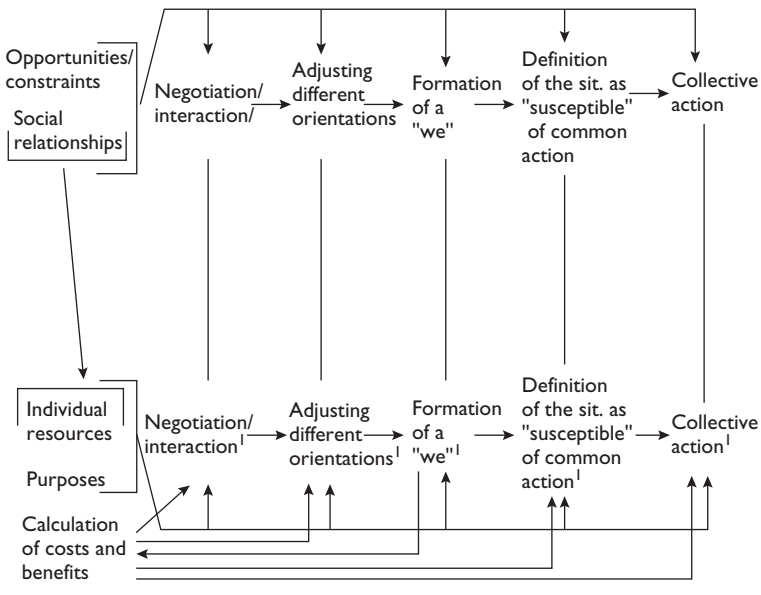 Opportunities/
constraints
Social
relationships
Negotiation/
interaction/
Adjusting
different
orientations
Formation
of a
"we"
Definition
of the sit. as
"susceptible"
of common
action
Collective
action
Individual
resources
Purposes
Negotiation/
interaction¹
Adjusting
different
orientations¹
Formation
of a
"we"¹
Definition
of the sit. as
"susceptible"
of common
action¹
Collective
action¹
Calculation
of costs and
benefits